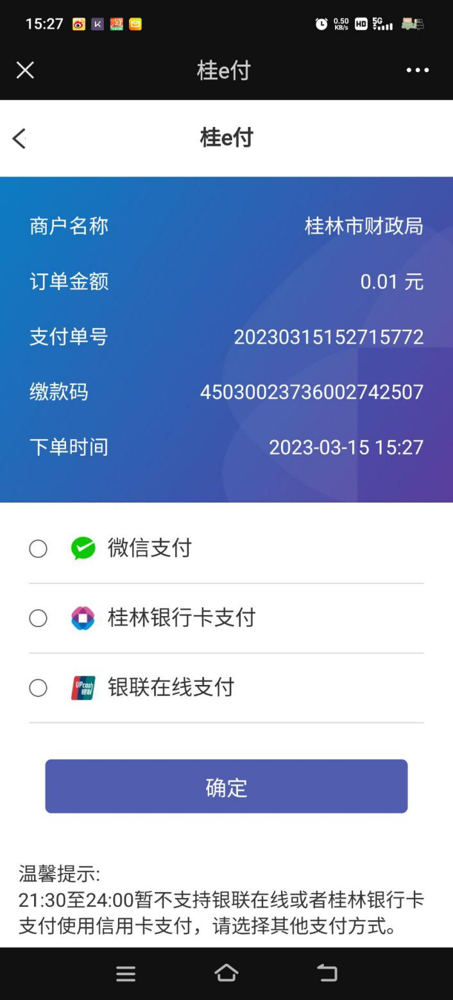 15:27
0.50 KB/s HD 5G
桂e付
桂e付
商户名称 桂林市财政局
订单金额 0.01 元
支付单号 20230315152715772
缴款码 45030023736002742507
下单时间 2023-03-15 15:27
微信支付
桂林银行卡支付
UPcash 银联 银联在线支付
确定
温馨提示:
21:30至24:00暂不支持银联在线或者桂林银行卡
支付使用信用卡支付，请选择其他支付方式。